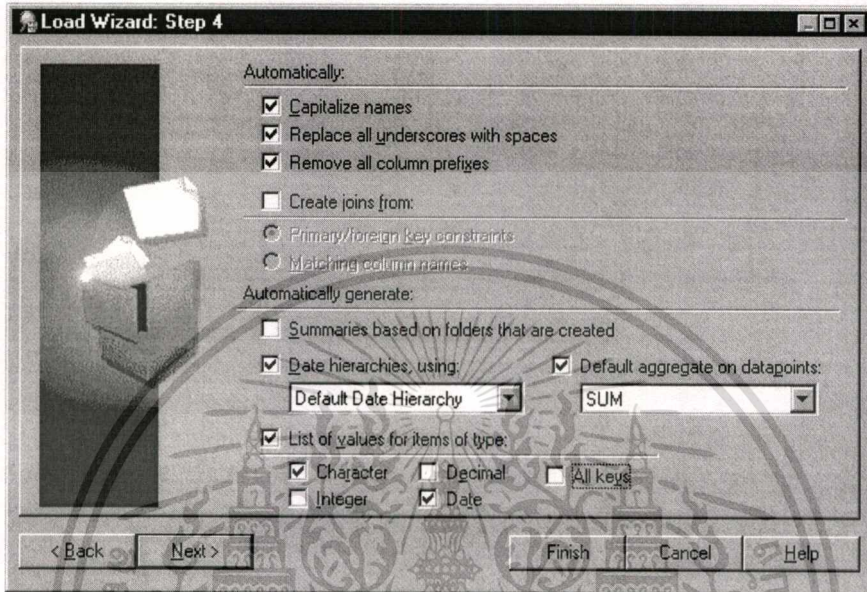 Load Wizard: Step 4
Automatically:
Capitalize names
Replace all underscores with spaces
Remove all column prefixes
Create joins from:
Primary/foreign key constraints
Matching column names
Automatically generate:
Summaries based on folders that are created
Date hierarchies, using:
Default aggregate on datapoints:
Default Date Hierarchy
SUM
List of values for items of type:
Character
Decimal
All keys
Integer
Date
< Back
Next >
Finish
Cancel
Help